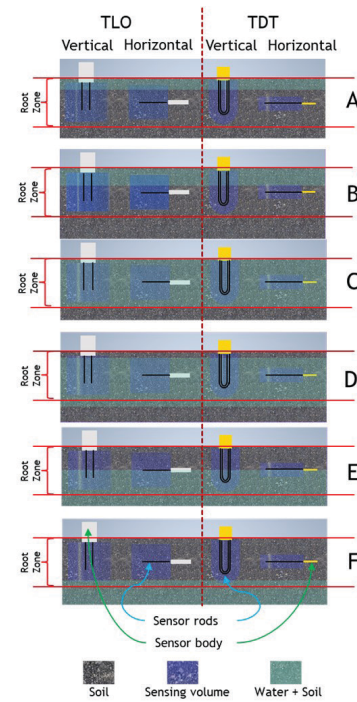 TLO TDT
Vertical Horizontal Vertical Horizontal
Root Zone
A
Root Zone
B
Root Zone
C
Root Zone
D
Root Zone
E
Root Zone
F
Sensor rods
Sensor body
Soil Sensing volume Water + Soil